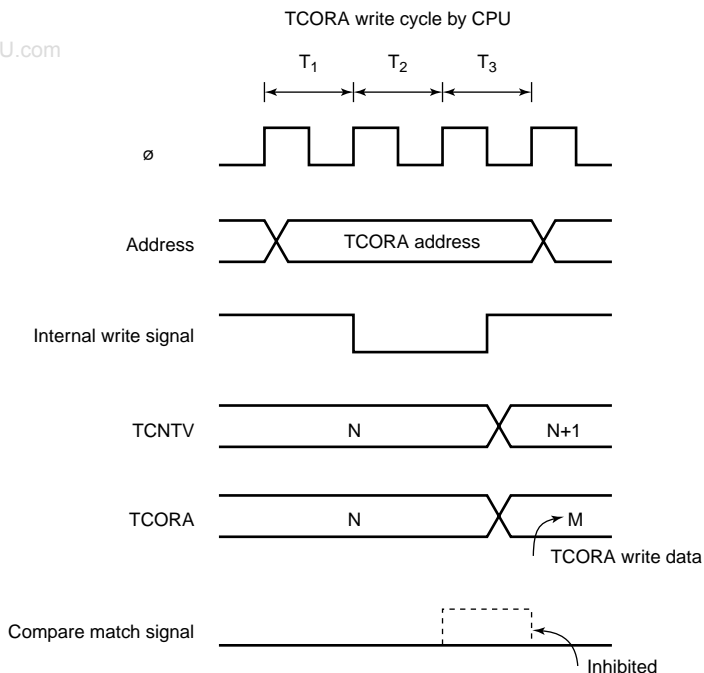 TCORA write cycle by CPU
U.com
T1 T2 T3
ø
Address TCORA address
Internal write signal
TCNTV N N+1
TCORA N M
TCORA write data
Compare match signal
Inhibited